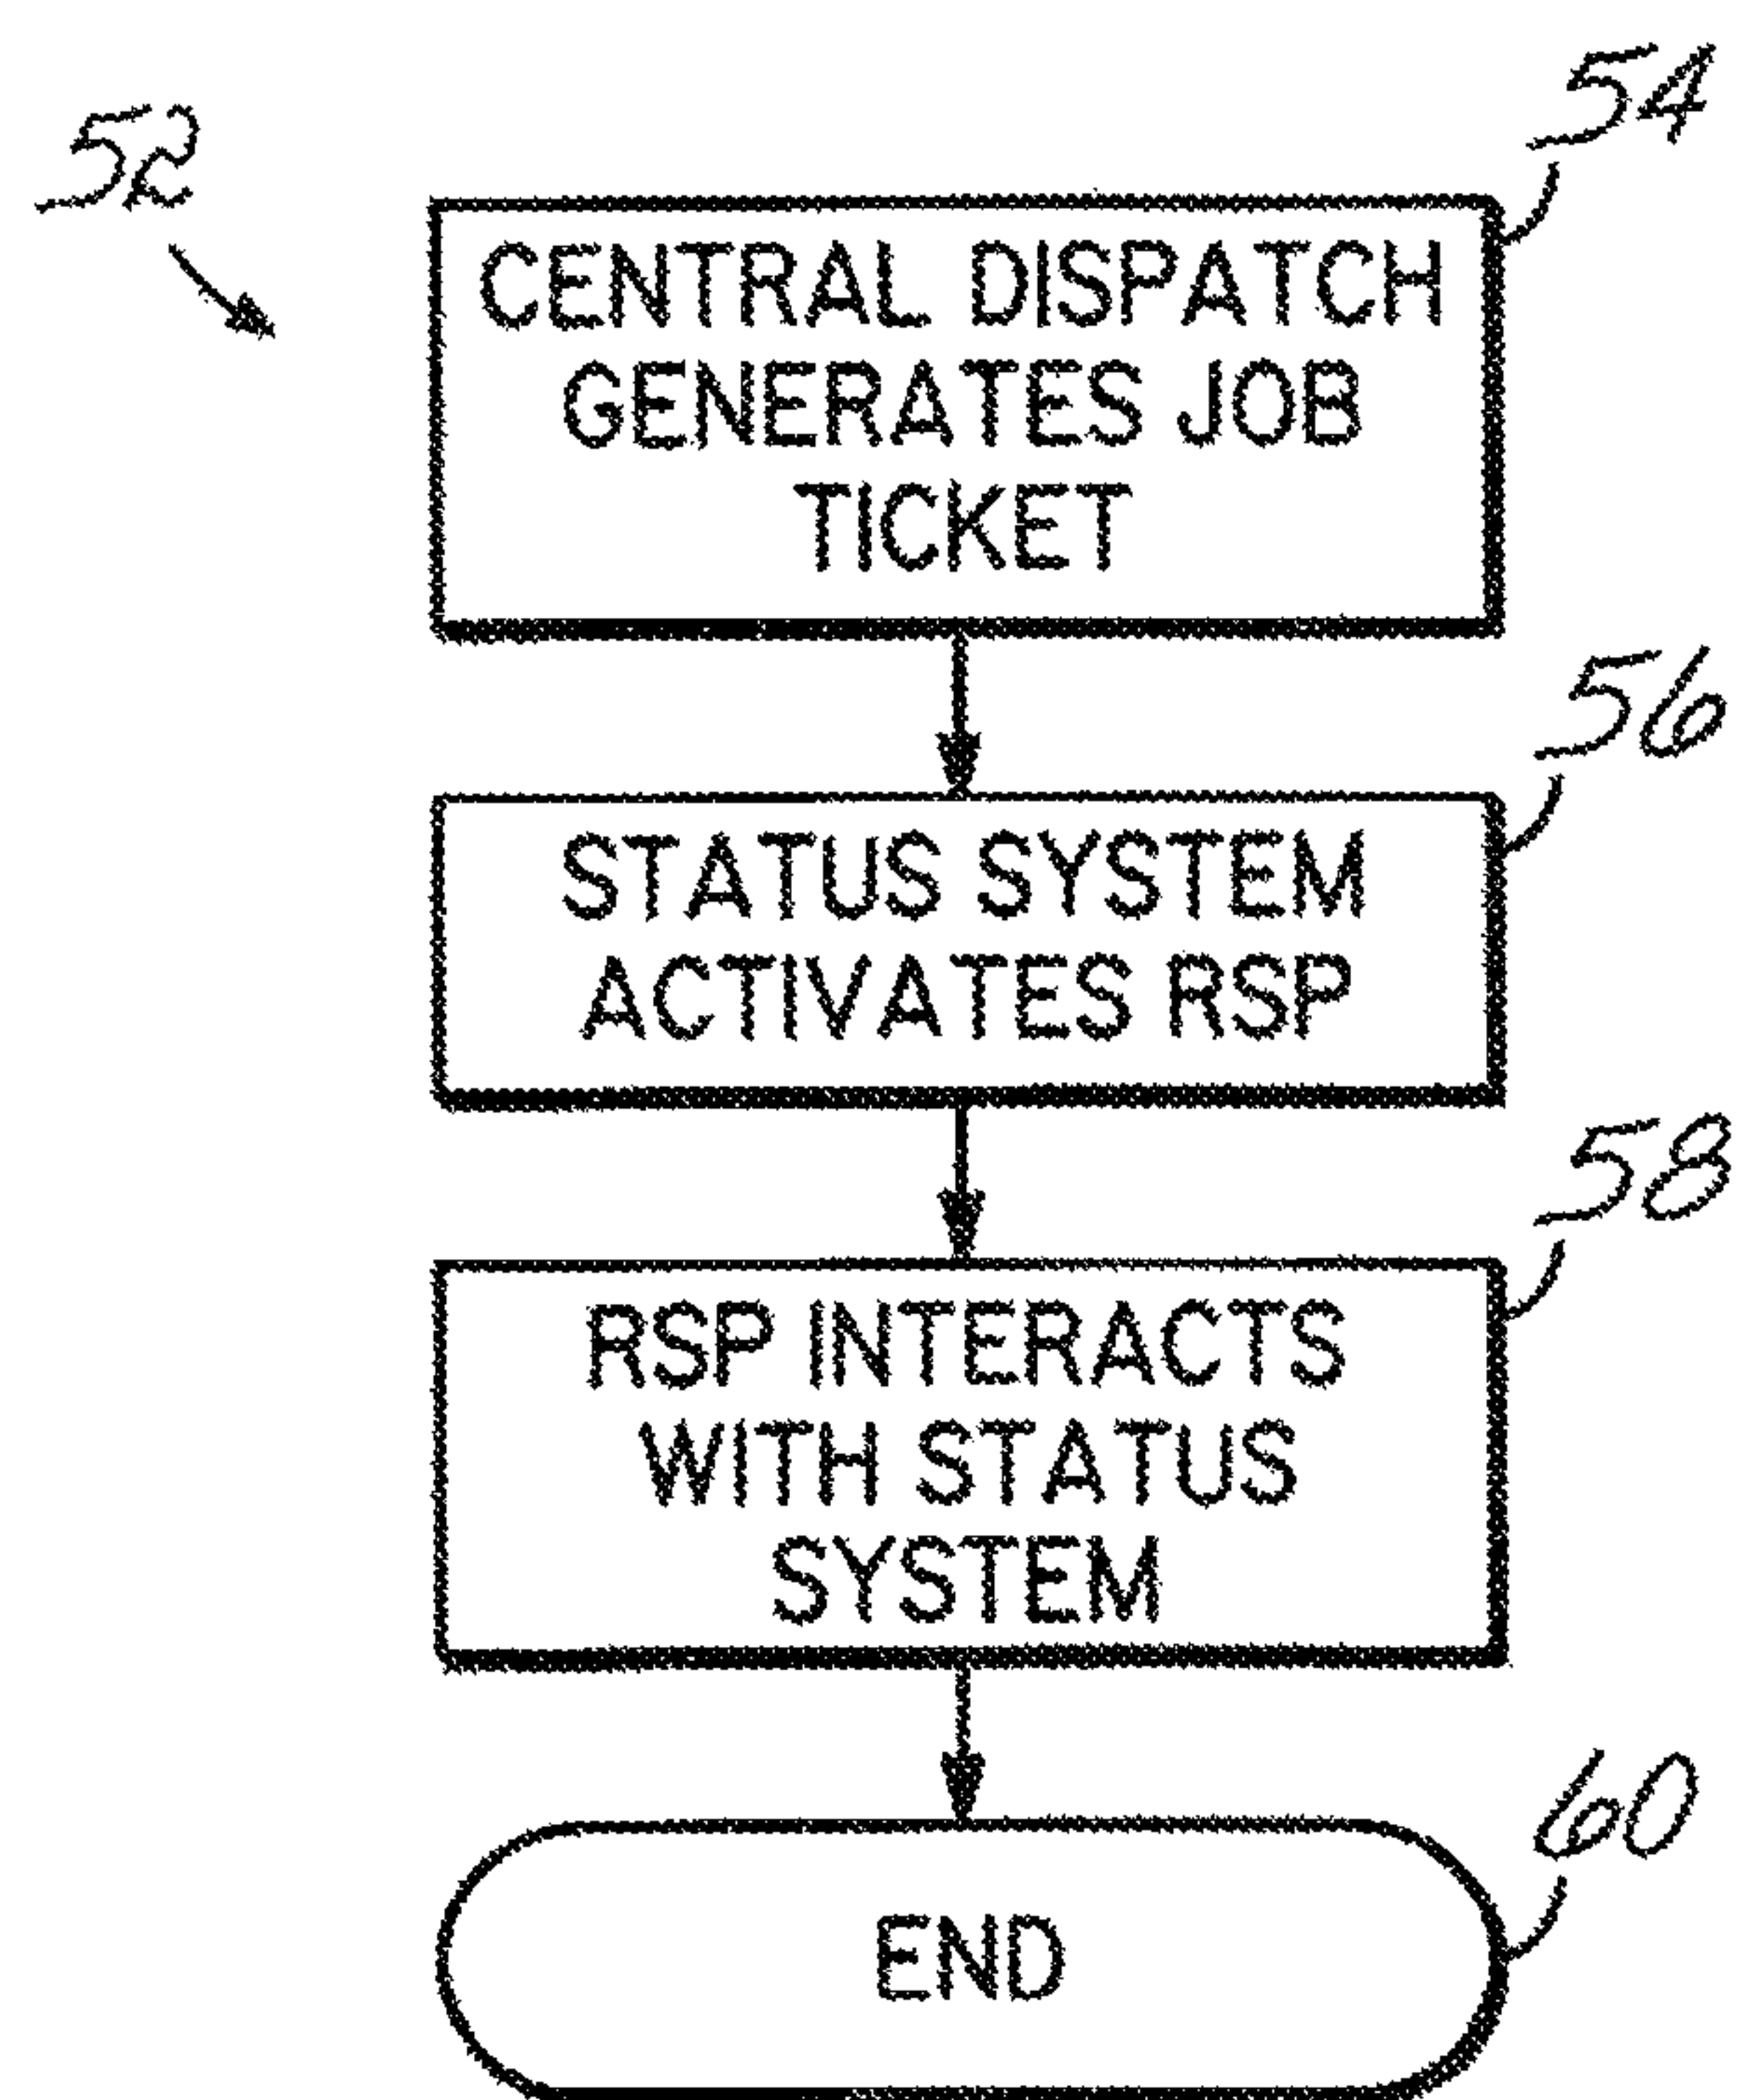 52
54
CENTRAL DISPATCH
GENERATES JOB
TICKET
56
STATUS SYSTEM
ACTIVATES RSP
58
RSP INTERACTS
WITH STATUS
SYSTEM
60
END